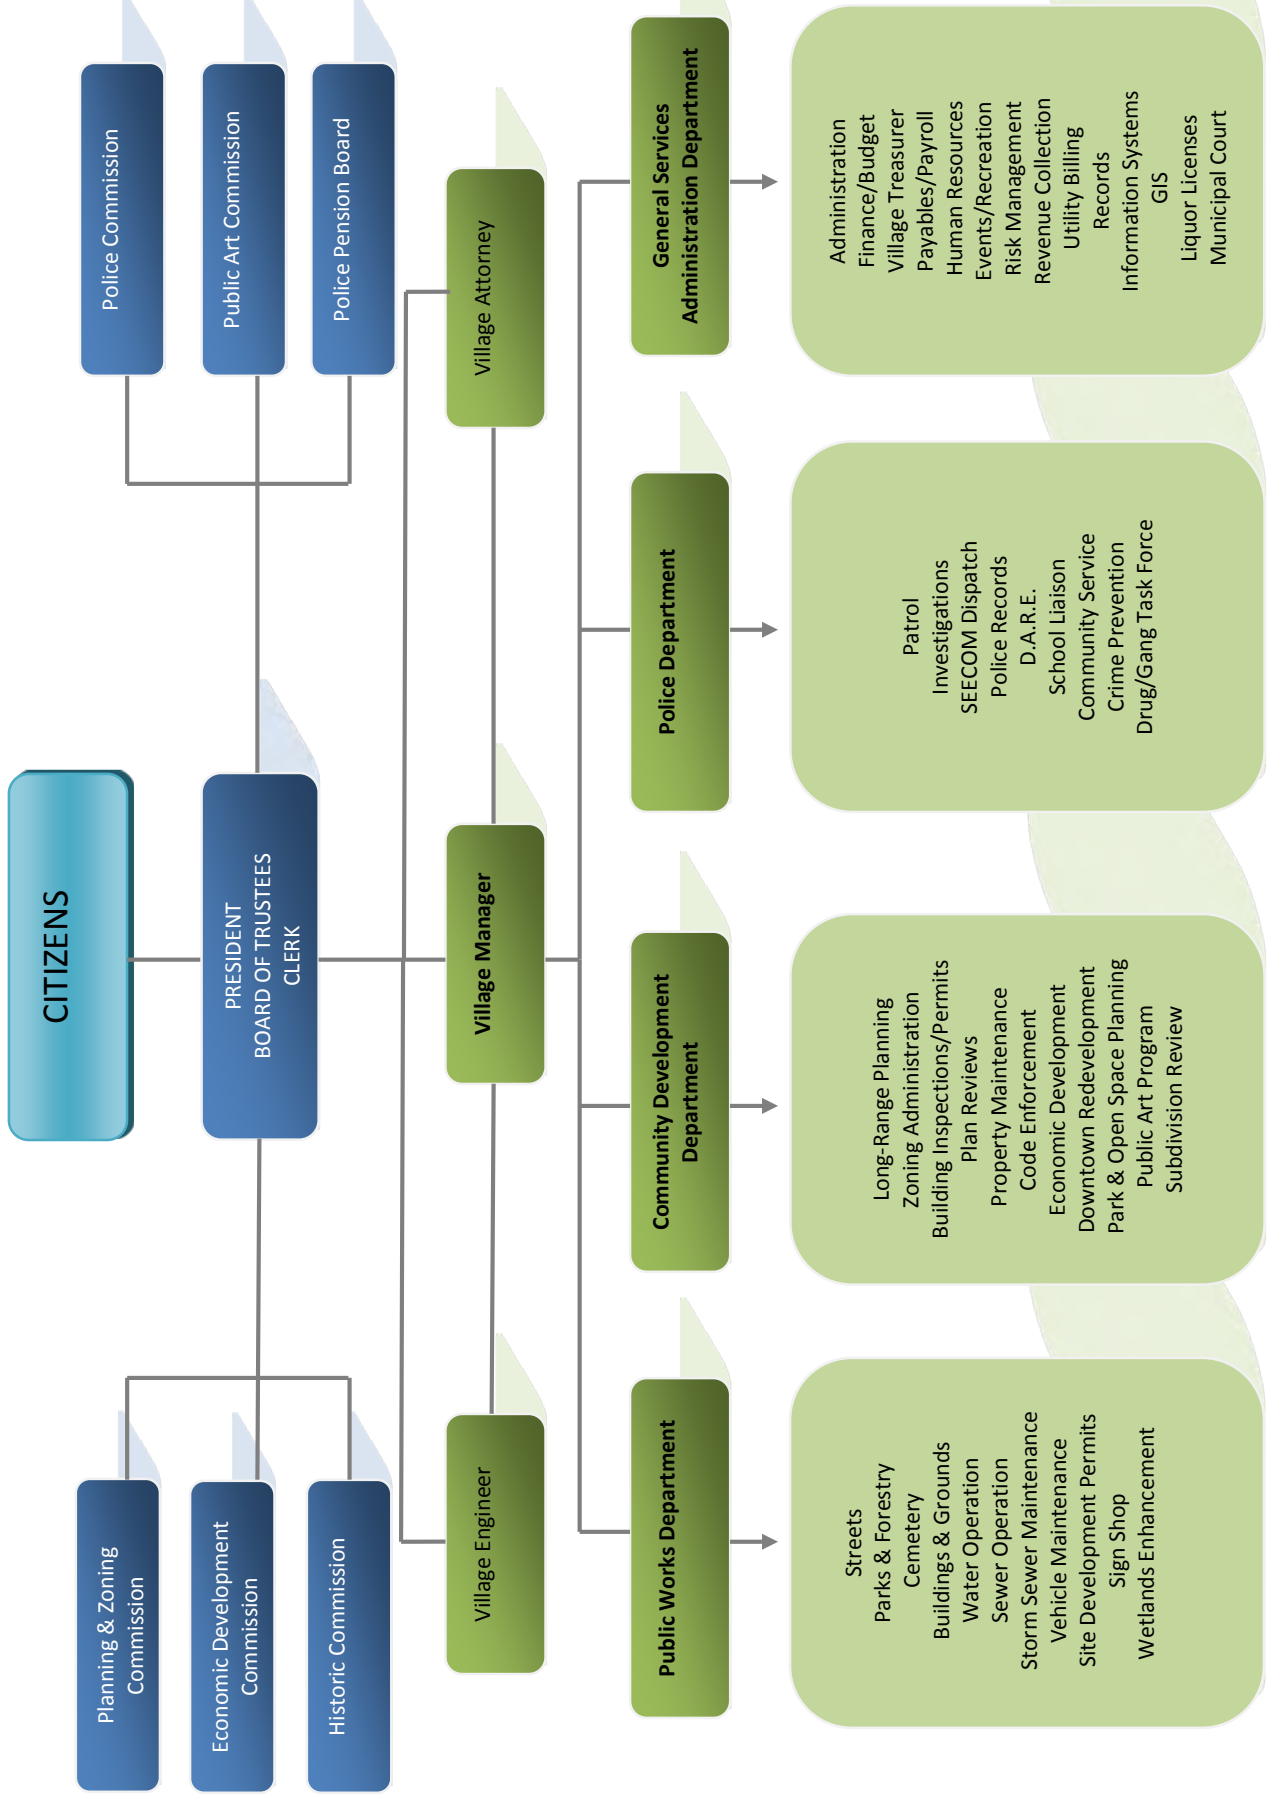 CITIZENS
PRESIDENT
BOARD OF TRUSTEES
CLERK
Planning & Zoning
Commission
Economic Development
Commission
Historic Commission
Police Commission
Public Art Commission
Police Pension Board
Village Engineer
Village Manager
Village Attorney
Public Works Department
Community Development
Department
Police Department
General Services
Administration Department
Streets
Parks & Forestry
Cemetery
Buildings & Grounds
Water Operation
Sewer Operation
Storm Sewer Maintenance
Vehicle Maintenance
Site Development Permits
Sign Shop
Wetlands Enhancement
Long-Range Planning
Zoning Administration
Building Inspections/Permits
Plan Reviews
Property Maintenance
Code Enforcement
Economic Development
Downtown Redevelopment
Park & Open Space Planning
Public Art Program
Subdivision Review
Patrol
Investigations
SEECOM Dispatch
Police Records
D.A.R.E.
School Liaison
Community Service
Crime Prevention
Drug/Gang Task Force
Administration
Finance/Budget
Village Treasurer
Payables/Payroll
Human Resources
Events/Recreation
Risk Management
Revenue Collection
Utility Billing
Records
Information Systems
GIS
Liquor Licenses
Municipal Court